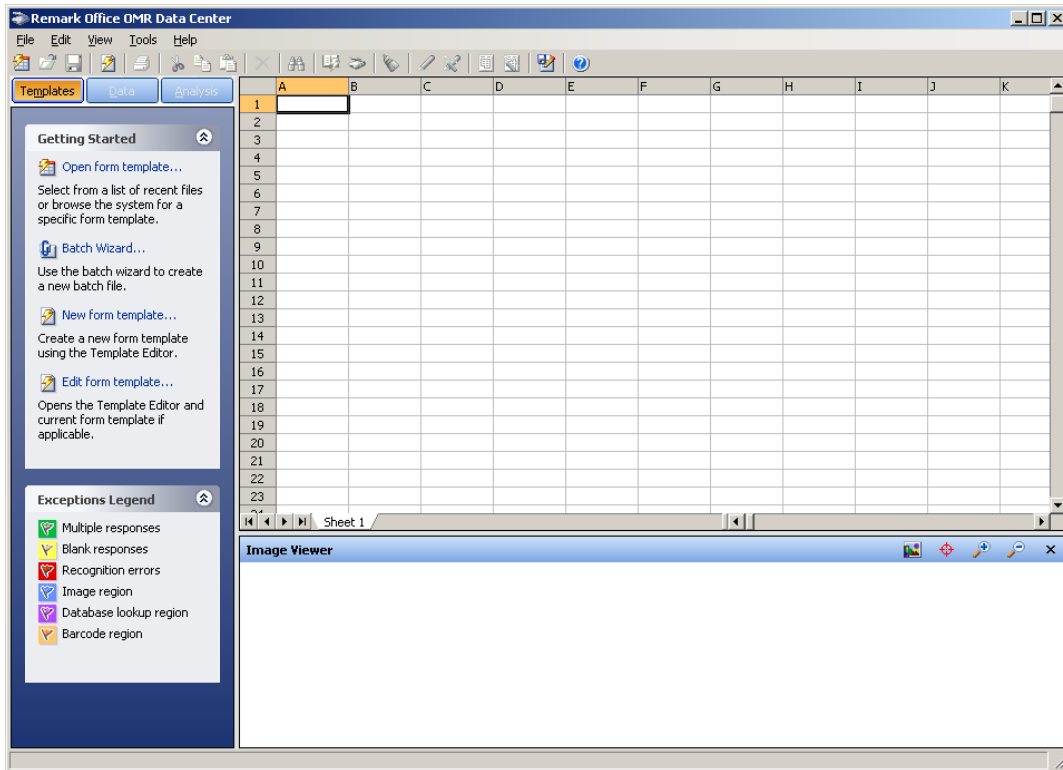 Remark Office OMR Data Center
File Edit View Tools Help
Templates Data Analysis
A B C D E F G H I J K
1
2
3
4
5
6
7
8
9
10
11
12
13
14
15
16
17
18
19
20
21
22
23
Getting Started
Open form template...
Select from a list of recent files
or browse the system for a
specific form template.
Batch Wizard...
Use the batch wizard to create
a new batch file.
New form template...
Create a new form template
using the Template Editor.
Edit form template...
Opens the Template Editor and
current form template if
applicable.
Exceptions Legend
Multiple responses
Blank responses
Recognition errors
Image region
Database lookup region
Barcode region
Sheet 1
Image Viewer